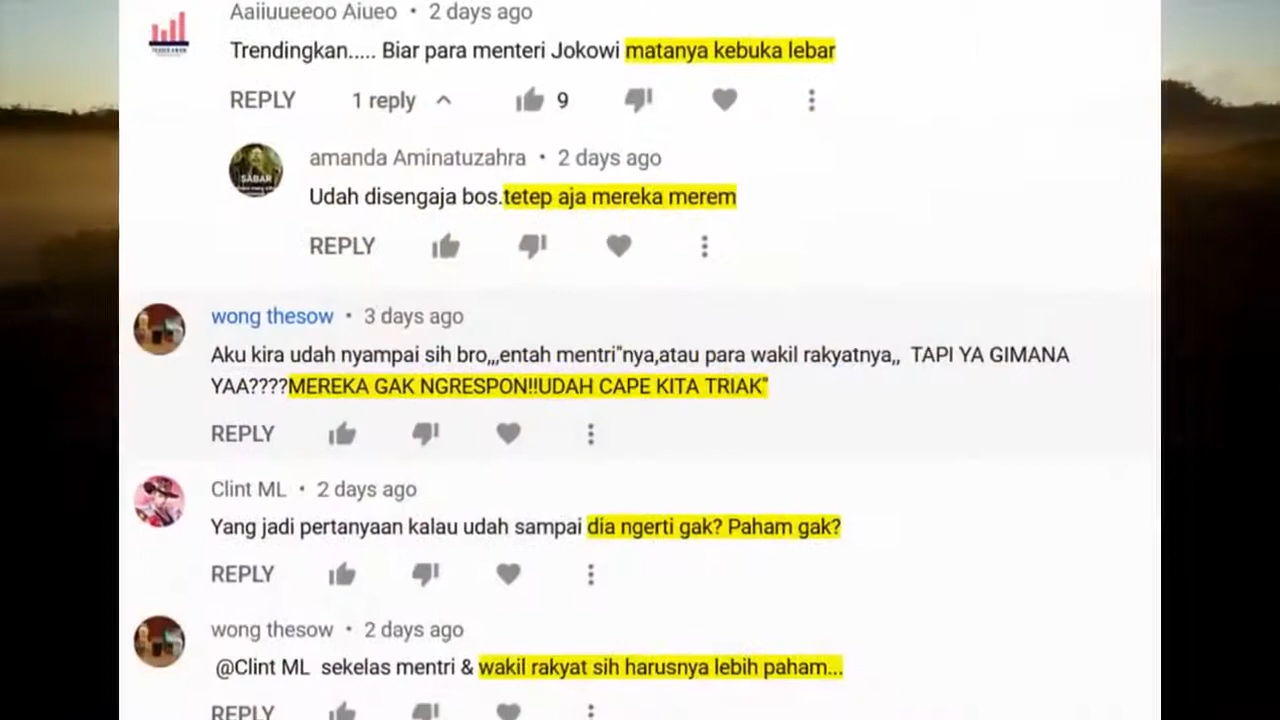 Aaiiuueeoo Aiueo • 2 days ago
Trendingkan..... Biar para menteri Jokowi matanya kebuka lebar
REPLY 1 reply 9
SABAR
amanda Aminatuzahra • 2 days ago
Udah disengaja bos.tetep aja mereka merem
REPLY
wong thesow • 3 days ago
Aku kira udah nyampai sih bro,,,entah mentri"nya,atau para wakil rakyatnya,, TAPI YA GIMANA
YAA????MEREKA GAK NGRESPON!!UDAH CAPE KITA TRIAK"
REPLY
Clint ML • 2 days ago
Yang jadi pertanyaan kalau udah sampai dia ngerti gak? Paham gak?
REPLY
wong thesow • 2 days ago
@Clint ML sekelas mentri & wakil rakyat sih harusnya lebih paham...
REPLY